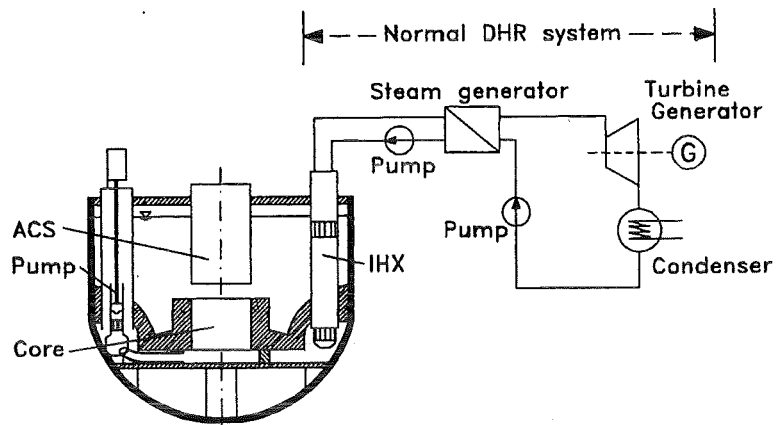 Normal DHR system
Steam generator
Turbine
Generator
Pump
G
Pump
Condenser
ACS
Pump
IHX
Core